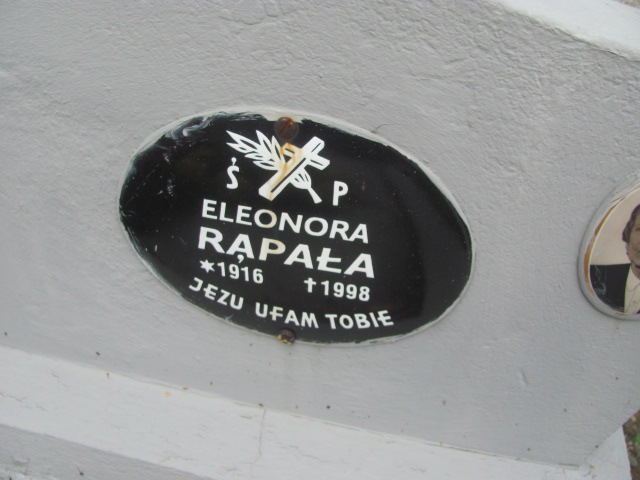 Ś P
ELEONORA
RĄPAŁA
*1916 †1998
JEZU UFAM TOBIE